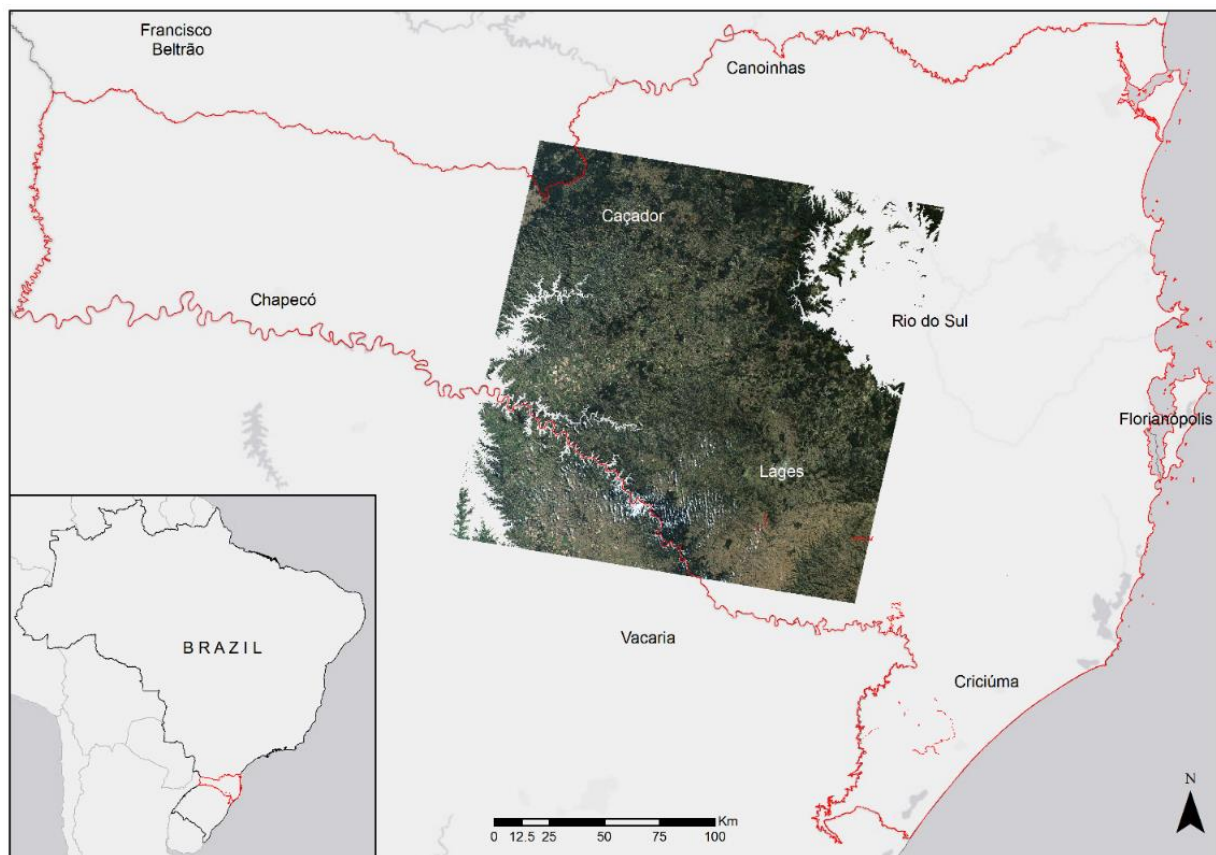 Francisco
Beltrão
Canoinhas
Caçador
Chapecó
Rio do Sul
Florianópolis
Lages
BRAZIL
Vacaria
Criciúma
N
Km
0 12.5 25 50 75 100